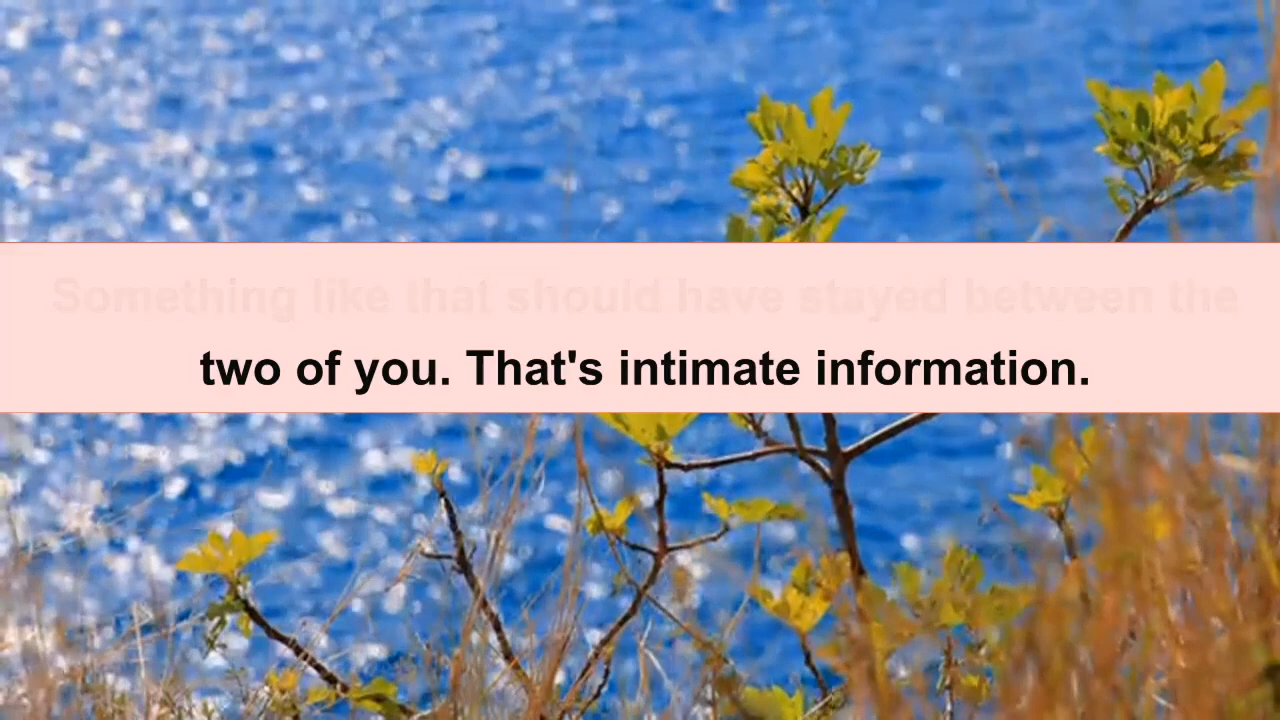 Something like that should have stayed between the
two of you. That's intimate information.